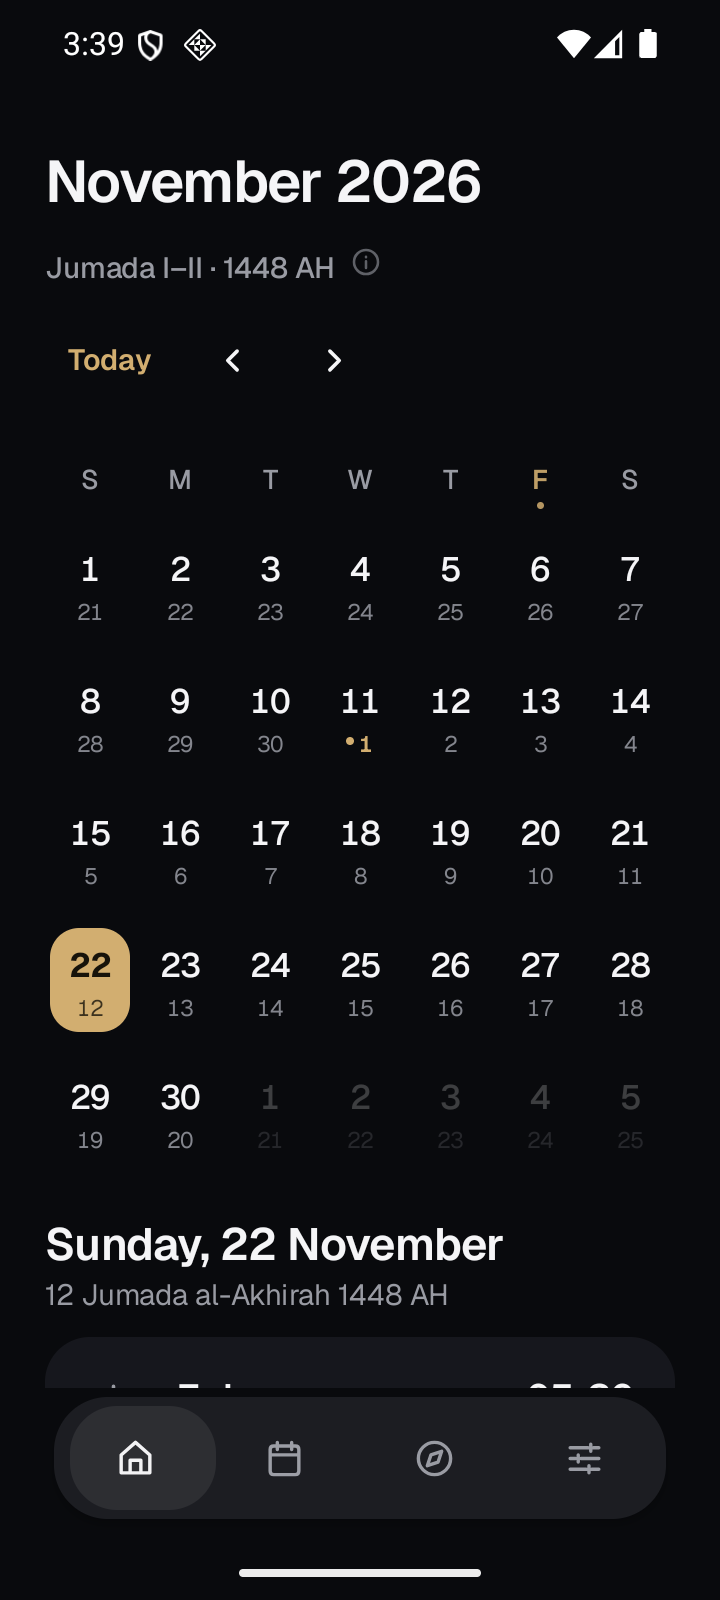 3:39
November 2026
Jumada I–II · 1448 AH
Today
S M T W T F S
1 2 3 4 5 6 7
21 22 23 24 25 26 27
8 9 10 11 12 13 14
28 29 30 1 2 3 4
15 16 17 18 19 20 21
5 6 7 8 9 10 11
22 23 24 25 26 27 28
12 13 14 15 16 17 18
29 30 1 2 3 4 5
19 20 21 22 23 24 25
Sunday, 22 November
12 Jumada al-Akhirah 1448 AH